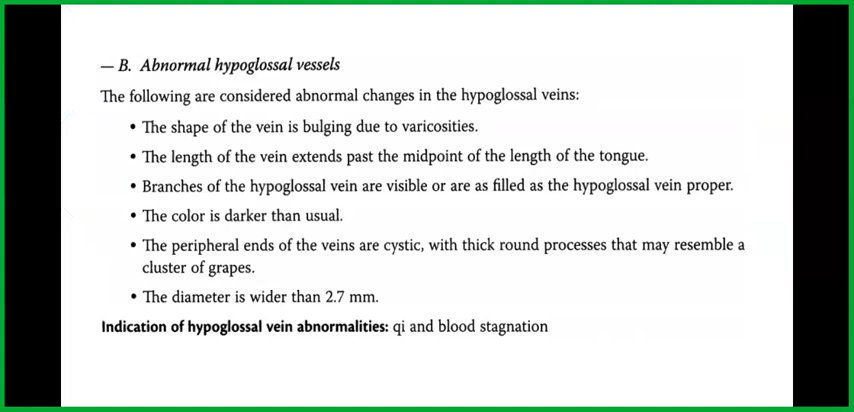 — B. Abnormal hypoglossal vessels
The following are considered abnormal changes in the hypoglossal veins:
• The shape of the vein is bulging due to varicosities.
• The length of the vein extends past the midpoint of the length of the tongue.
• Branches of the hypoglossal vein are visible or are as filled as the hypoglossal vein proper.
• The color is darker than usual.
• The peripheral ends of the veins are cystic, with thick round processes that may resemble a
cluster of grapes.
• The diameter is wider than 2.7 mm.
Indication of hypoglossal vein abnormalities: qi and blood stagnation